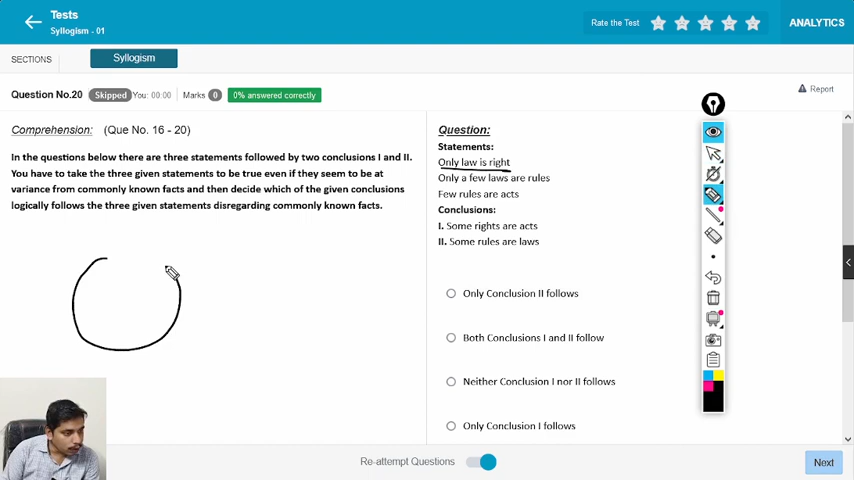 Tests
Syllogism - 01
Rate the Test
ANALYTICS
SECTIONS
Syllogism
Question No.20 Skipped You: 00:00 Marks 0 0% answered correctly
Report
Comprehension: (Que No. 16 - 20)
In the questions below there are three statements followed by two conclusions I and II.
You have to take the three given statements to be true even if they seem to be at
variance from commonly known facts and then decide which of the given conclusions
logically follows the three given statements disregarding commonly known facts.
Question:
Statements:
Only law is right
Only a few laws are rules
Few rules are acts
Conclusions:
I. Some rights are acts
II. Some rules are laws
Only Conclusion II follows
Both Conclusions I and II follow
Neither Conclusion I nor II follows
Only Conclusion I follows
Re-attempt Questions
Next